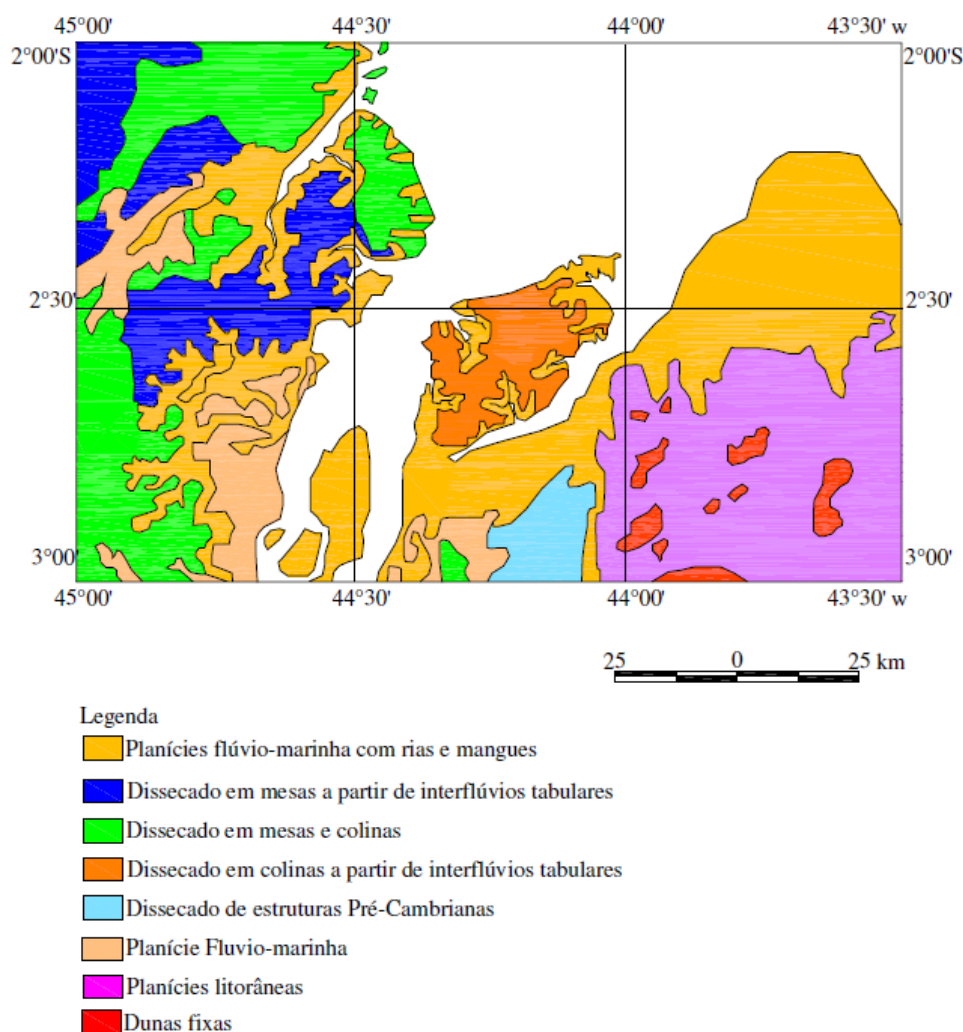 45°00' 44°30' 44°00' 43°30' w
2°00'S 2°00'S
2°30' 2°30'
3°00' 3°00'
45°00' 44°30' 44°00' 43°30' w
25 0 25 km
Legenda
Planícies flúvio-marinha com rias e mangues
Dissecado em mesas a partir de interflúvios tabulares
Dissecado em mesas e colinas
Dissecado em colinas a partir de interflúvios tabulares
Dissecado de estruturas Pré-Cambrianas
Planície Fluvio-marinha
Planícies litorâneas
Dunas fixas